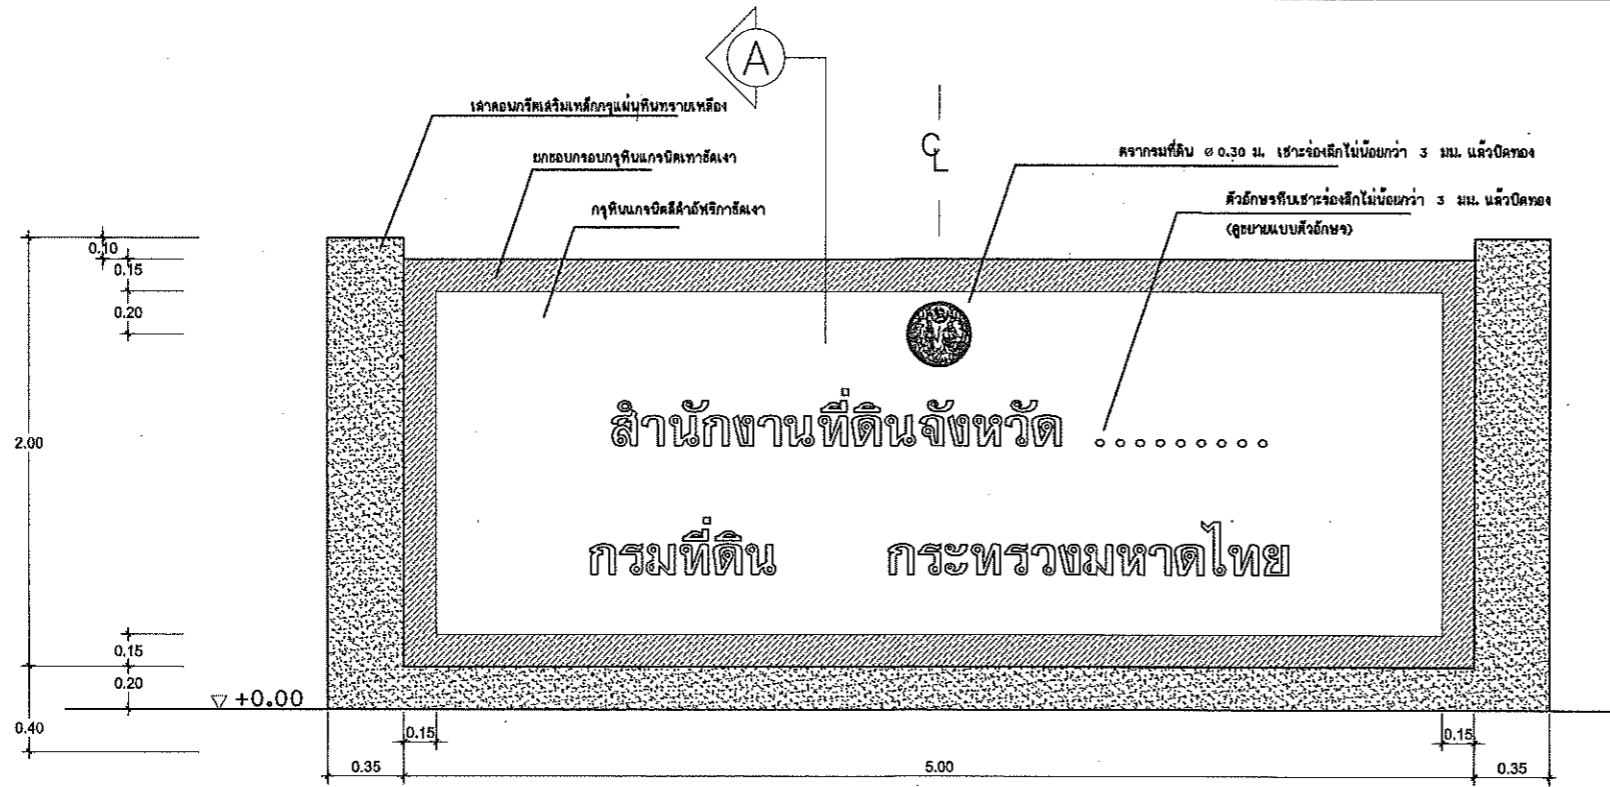 A
เสาคอนกรีตเสริมเหล็กกรุแผ่นหินทรายเหลือง
CL
ยกขอบกรอบกรุหินแกรนิตเทาขัดเงา
ตรากรมที่ดิน ø 0.30 ม. เซาะร่องลึกไม่น้อยกว่า 3 มม. แล้วปิดทอง
กรุหินแกรนิตสีดำอัฟริกาขัดเงา
ตัวอักษรทึบเซาะร่องลึกไม่น้อยกว่า 3 มม. แล้วปิดทอง
(ดูขยายแบบตัวอักษร)
0.10
0.15
0.20
2.00
สำนักงานที่ดินจังหวัด .........
กรมที่ดิน กระทรวงมหาดไทย
0.15
0.20
+0.00
0.40
0.15
0.15
0.35
5.00
0.35